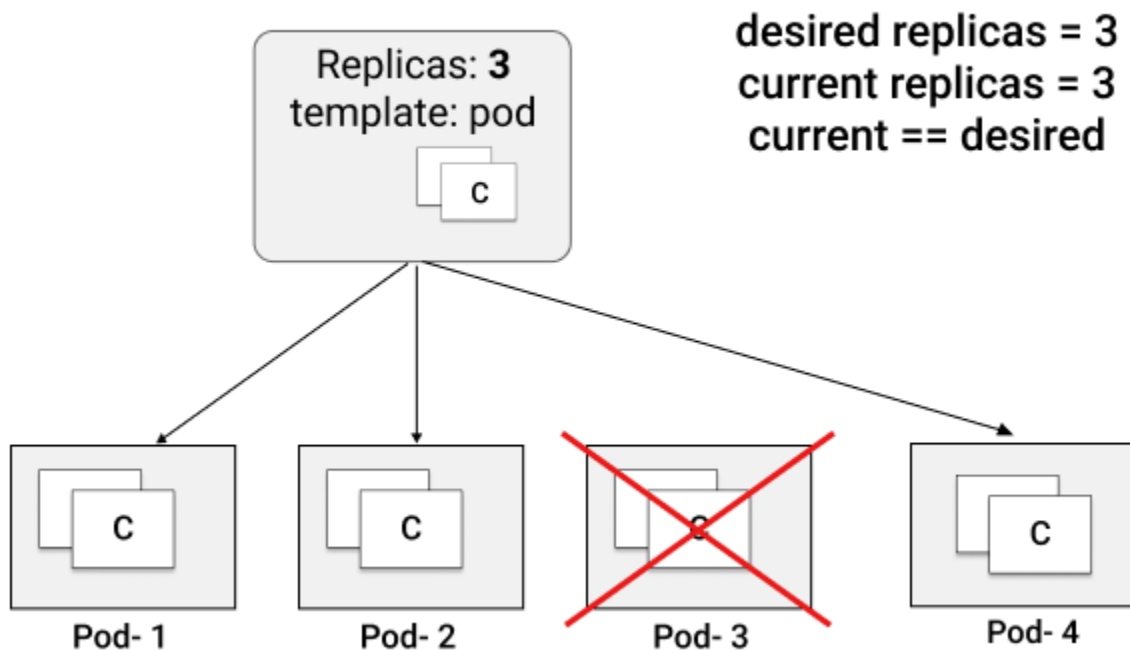 desired replicas = 3
current replicas = 3
current == desired
Replicas: 3
template: pod
C
C
C
C
C
Pod- 1
Pod- 2
Pod- 3
Pod- 4